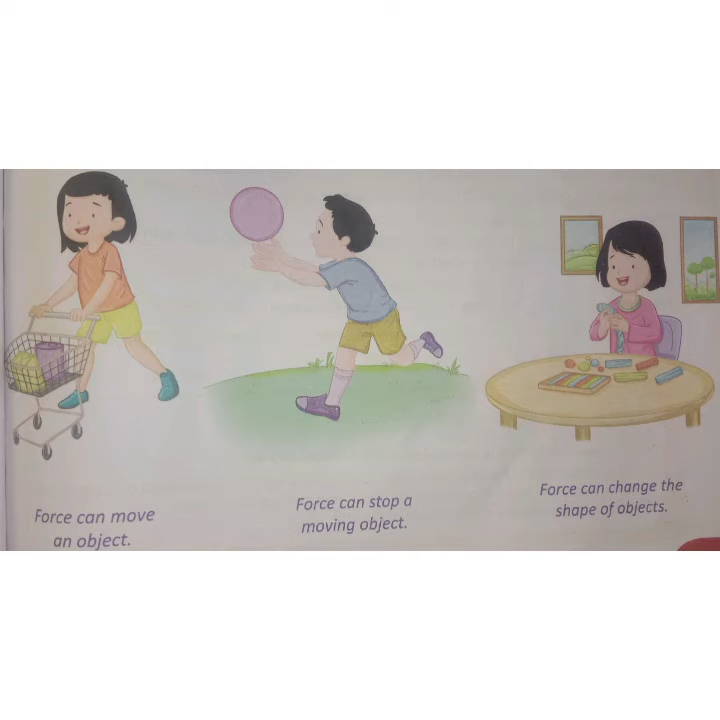 Force can move
an object.
Force can stop a
moving object.
Force can change the
shape of objects.